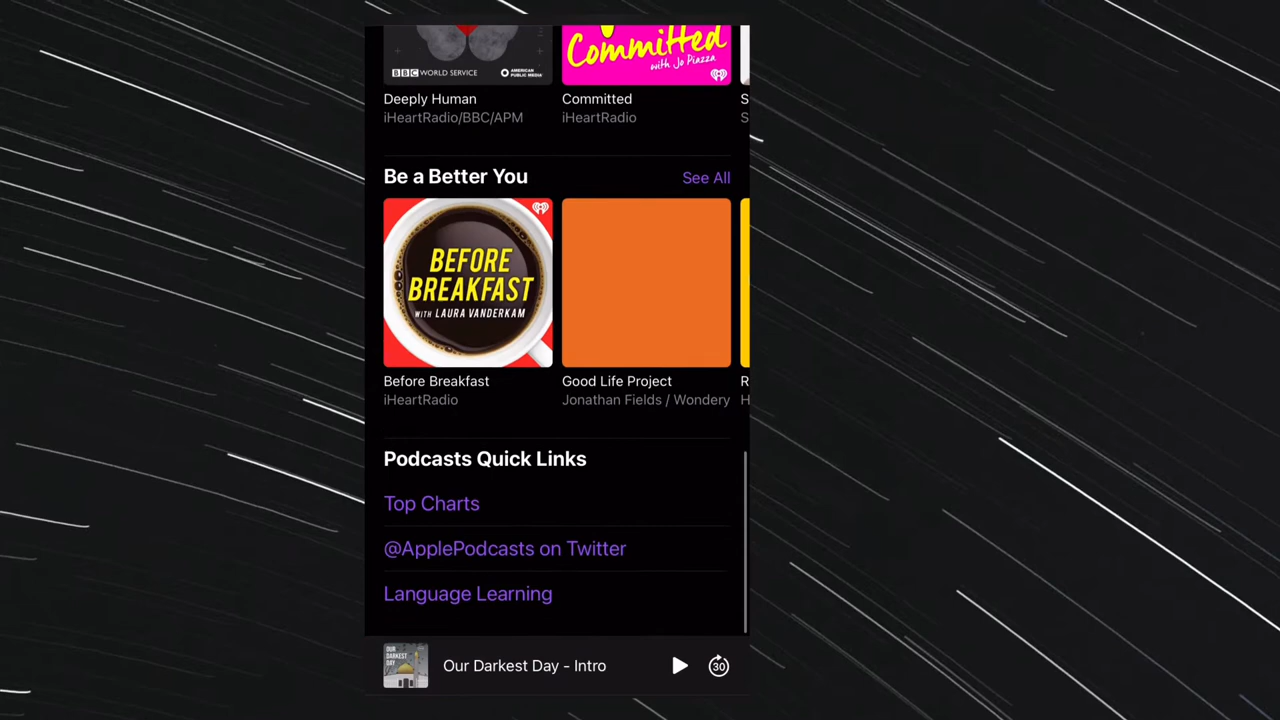 Committed
with Jo Piazza
BBC WORLD SERVICE
AMERICAN PUBLIC MEDIA
Deeply Human
iHeartRadio/BBC/APM
Committed
iHeartRadio
S
S
Be a Better You
See All
BEFORE
BREAKFAST
WITH LAURA VANDERKAM
Before Breakfast
iHeartRadio
Good Life Project
Jonathan Fields / Wondery
R
H
Podcasts Quick Links
Top Charts
@ApplePodcasts on Twitter
Language Learning
OUR
DARKEST
DAY
Our Darkest Day - Intro
30